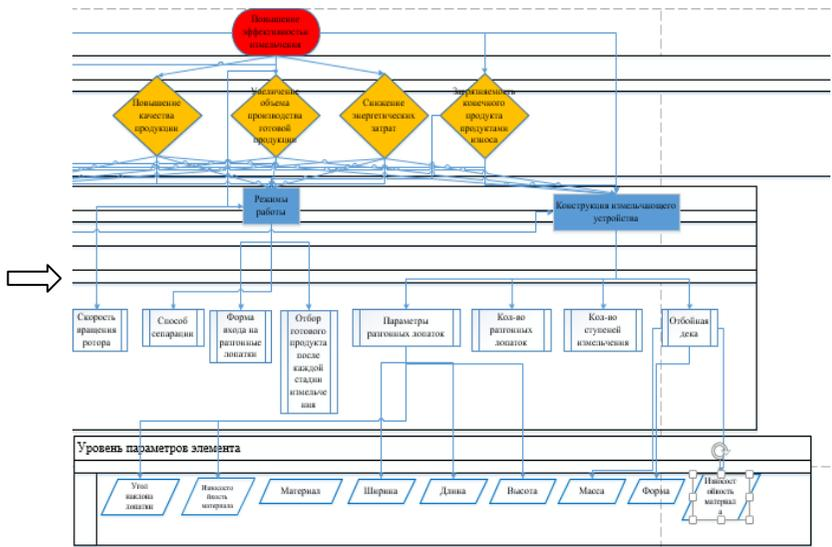 Повышение
эффективности
измельчения
Повышение
качества
продукции
Увеличение
объема
производства
готовой
продукции
Снижение
энергетических
затрат
Загрязняемость
конечного
продукта
продуктами
износа
Режимы
работы
Конструкция измельчающего
устройства
Скорость
вращения
ротора
Способ
сепарации
Форма
входа на
разгонные
лопатки
Отбор
готового
продукта
после
каждой
стадии
измельче
ния
Параметры
разгонных лопаток
Кол-во
разгонных
лопаток
Кол-во
ступеней
измельчения
Отбойная
дека
Уровень параметров элемента
Угол
наклона
лопатки
Износосто
йкость
материала
Материал
Ширина
Длина
Высота
Масса
Форма
Износост
ойкость
материал
а